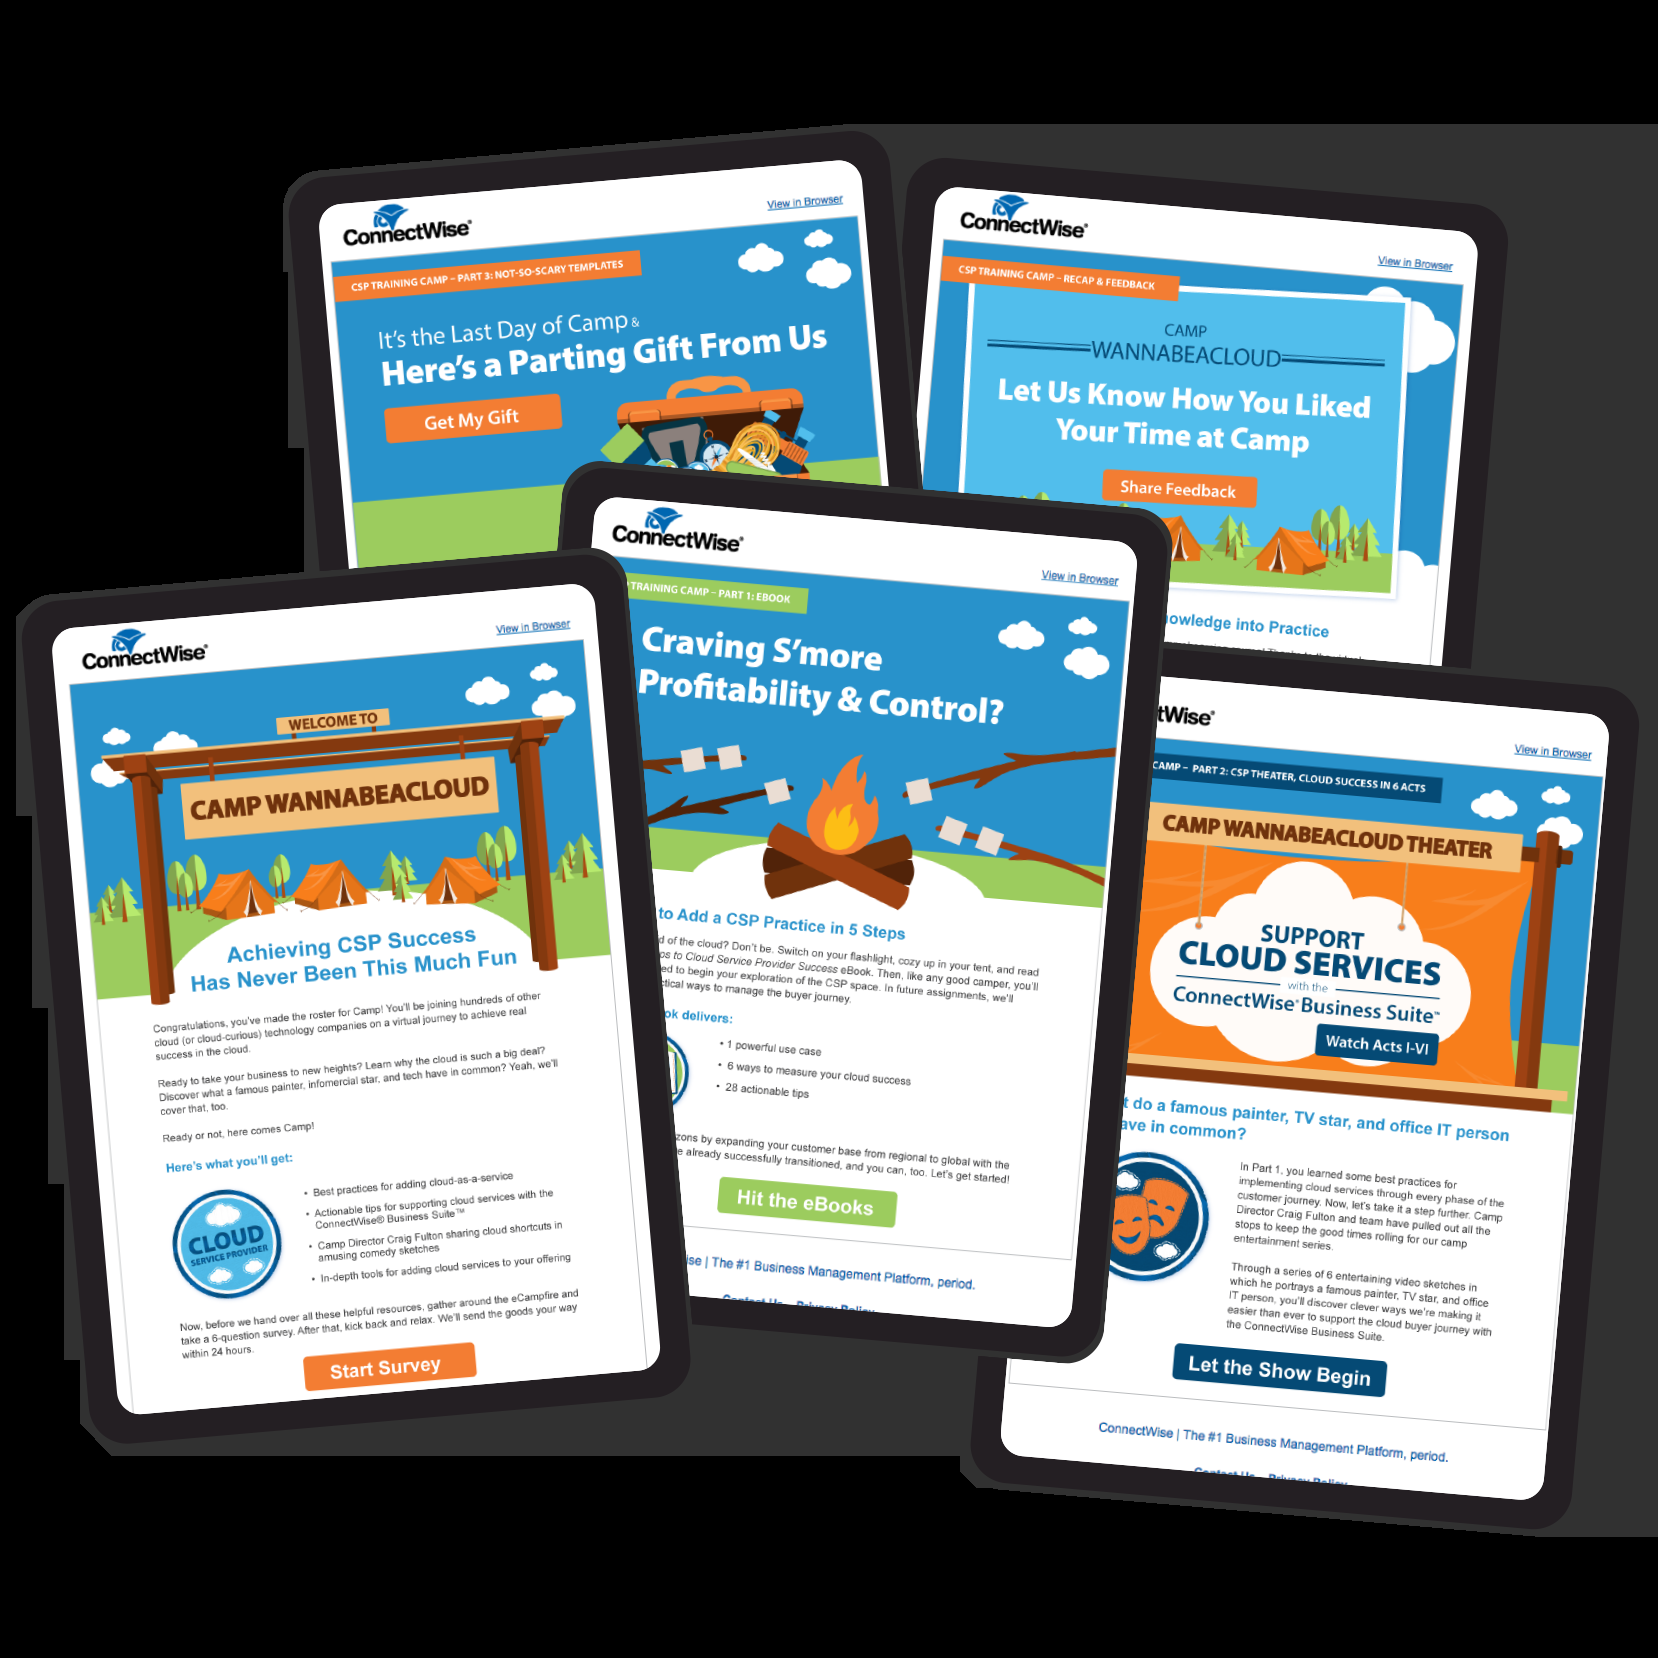 ConnectWise®
View in Browser
CSP TRAINING CAMP – PART 3: NOT-SO-SCARY TEMPLATES
It's the Last Day of Camp &
Here's a Parting Gift From Us
Get My Gift
ConnectWise®
View in Browser
CSP TRAINING CAMP – RECAP & FEEDBACK
CAMP
WANNABEACLOUD
Let Us Know How You Liked
Your Time at Camp
Share Feedback
owledge into Practice
ConnectWise®
View in Browser
TRAINING CAMP – PART 1: EBOOK
Craving S'more
Profitability & Control?
to Add a CSP Practice in 5 Steps
d of the cloud? Don't be. Switch on your flashlight, cozy up in your tent, and read
ps to Cloud Service Provider Success eBook. Then, like any good camper, you'll
ed to begin your exploration of the CSP space. In future assignments, we'll
ctical ways to manage the buyer journey.
ok delivers:
• 1 powerful use case
• 6 ways to measure your cloud success
• 28 actionable tips
zons by expanding your customer base from regional to global with the
e already successfully transitioned, and you can, too. Let's get started!
Hit the eBooks
ise | The #1 Business Management Platform, period.
Contact Us Privacy Policy
ConnectWise®
View in Browser
WELCOME TO
CAMP WANNABEACLOUD
Achieving CSP Success
Has Never Been This Much Fun
Congratulations, you've made the roster for Camp! You'll be joining hundreds of other
cloud (or cloud-curious) technology companies on a virtual journey to achieve real
success in the cloud.
Ready to take your business to new heights? Learn why the cloud is such a big deal?
Discover what a famous painter, infomercial star, and tech have in common? Yeah, we'll
cover that, too.
Ready or not, here comes Camp!
Here's what you'll get:
CLOUD
SERVICE PROVIDER
• Best practices for adding cloud-as-a-service
• Actionable tips for supporting cloud services with the
ConnectWise® Business Suite™
• Camp Director Craig Fulton sharing cloud shortcuts in
amusing comedy sketches
• In-depth tools for adding cloud services to your offering
Now, before we hand over all these helpful resources, gather around the eCampfire and
take a 6-question survey. After that, kick back and relax. We'll send the goods your way
within 24 hours.
Start Survey
tWise®
View in Browser
CAMP – PART 2: CSP THEATER, CLOUD SUCCESS IN 6 ACTS
CAMP WANNABEACLOUD THEATER
SUPPORT
CLOUD SERVICES
with the
ConnectWise® Business Suite™
Watch Acts I-VI
t do a famous painter, TV star, and office IT person
ave in common?
In Part 1, you learned some best practices for
implementing cloud services through every phase of the
customer journey. Now, let's take it a step further. Camp
Director Craig Fulton and team have pulled out all the
stops to keep the good times rolling for our camp
entertainment series.
Through a series of 6 entertaining video sketches in
which he portrays a famous painter, TV star, and office
IT person, you'll discover clever ways we're making it
easier than ever to support the cloud buyer journey with
the ConnectWise Business Suite.
Let the Show Begin
ConnectWise | The #1 Business Management Platform, period.
Contact Us Privacy Policy